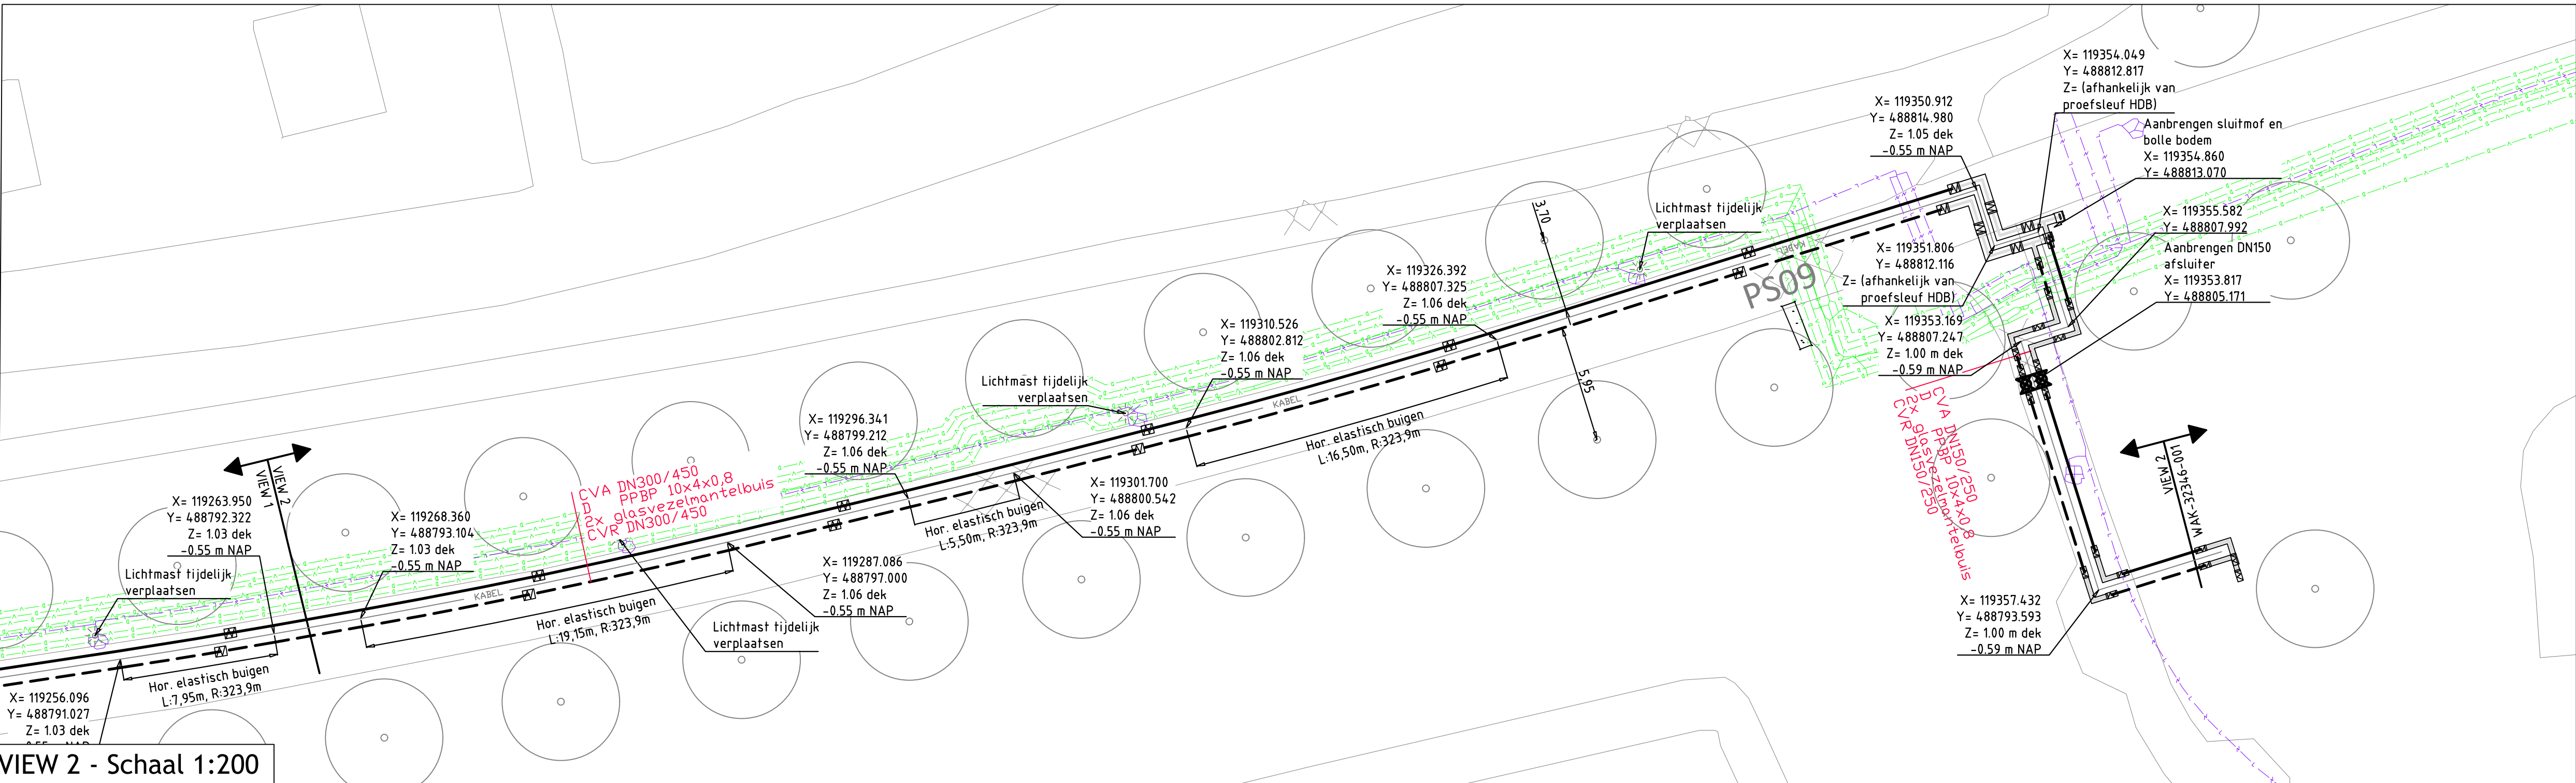 X= 119354.049
Y= 488812.817
Z= (afhankelijk van
proefsleuf HDB)
X= 119350.912
Y= 488814.980
Z= 1.05 dek
-0.55 m NAP
Aanbrengen sluitmof en
bolle bodem
X= 119354.860
Y= 488813.070
X= 119355.582
Y= 488807.992
Aanbrengen DN150
afsluiter
X= 119353.817
Y= 488805.171
Lichtmast tijdelijk
verplaatsen
3,70
X= 119351.806
Y= 488812.116
Z= (afhankelijk van
proefsleuf HDB)
KABEL
PS09
X= 119326.392
Y= 488807.325
Z= 1.06 dek
-0.55 m NAP
X= 119310.526
Y= 488802.812
Z= 1.06 dek
-0.55 m NAP
X= 119353.169
Y= 488807.247
Z= 1.00 m dek
-0.59 m NAP
Lichtmast tijdelijk
verplaatsen
5,95
KABEL
Hor. elastisch buigen
L:16,50m, R:323,9m
CVA DN150/250
D PPBP 10x4x0,8
2x glasvezelmantelbuis
CVR DN150/250
X= 119296.341
Y= 488799.212
Z= 1.06 dek
-0.55 m NAP
VIEW 2
WAK-32346-001
VIEW 1
VIEW 2
CVA DN300/450
D PPBP 10x4x0,8
2x glasvezelmantelbuis
CVR DN300/450
X= 119301.700
Y= 488800.542
Z= 1.06 dek
-0.55 m NAP
X= 119263.950
Y= 488792.322
Z= 1.03 dek
-0.55 m NAP
X= 119268.360
Y= 488793.104
Z= 1.03 dek
-0.55 m NAP
Hor. elastisch buigen
L:5,50m, R:323,9m
Lichtmast tijdelijk
verplaatsen
X= 119287.086
Y= 488797.000
Z= 1.06 dek
-0.55 m NAP
KABEL
Hor. elastisch buigen
L:19,15m, R:323,9m
Lichtmast tijdelijk
verplaatsen
X= 119357.432
Y= 488793.593
Z= 1.00 m dek
-0.59 m NAP
Hor. elastisch buigen
L:7,95m, R:323,9m
X= 119256.096
Y= 488791.027
Z= 1.03 dek
VIEW 2 - Schaal 1:200